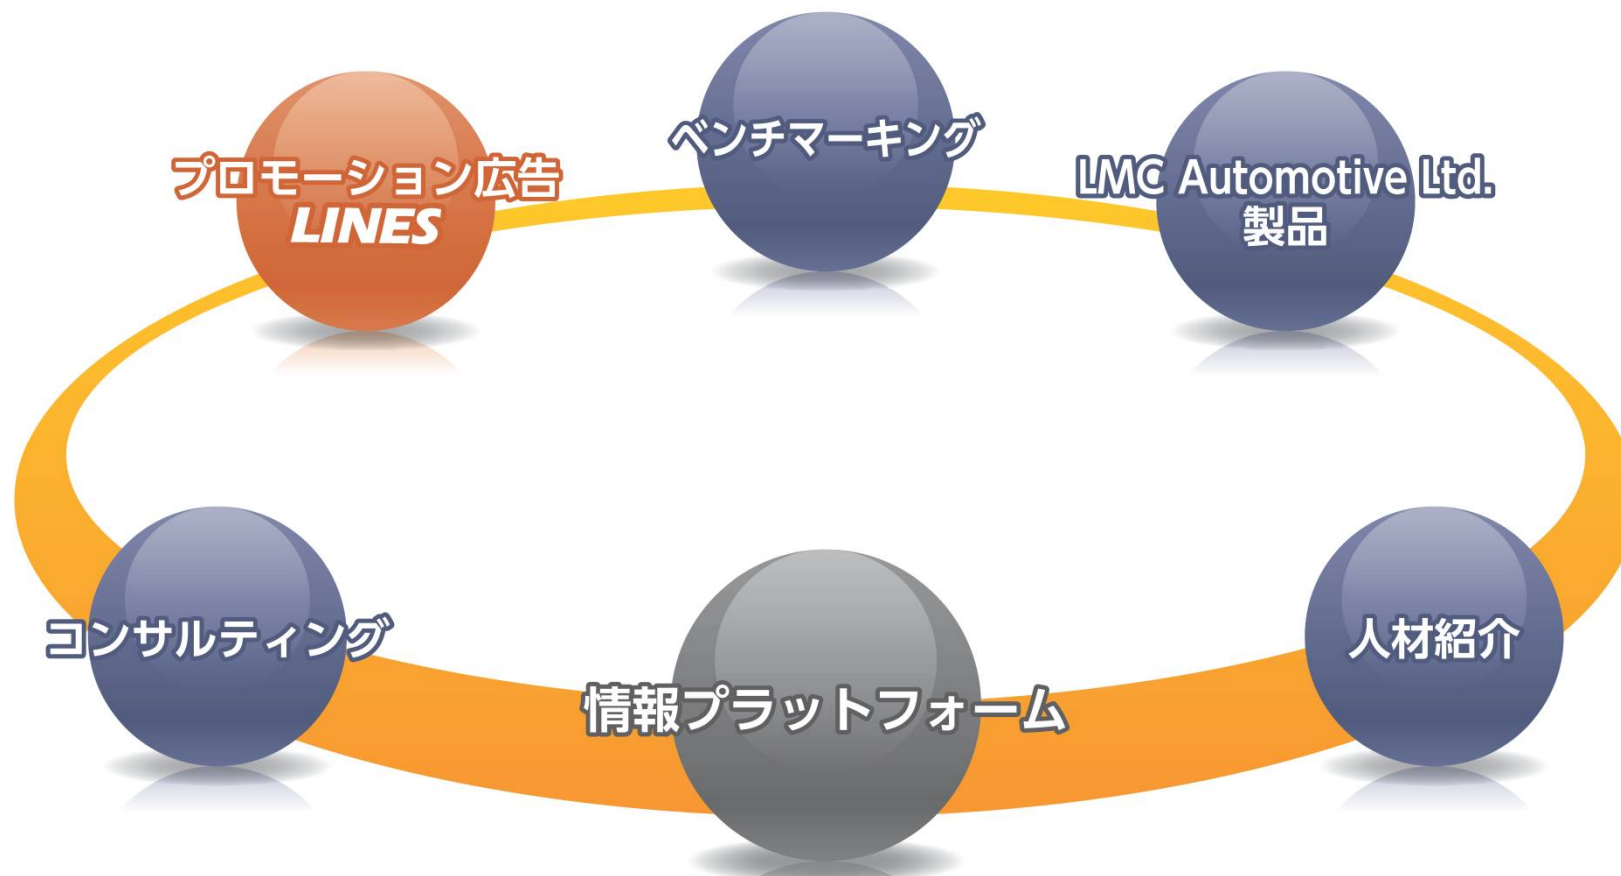 ベンチマーキング
プロモーション広告
LINES
LMC Automotive Ltd.
製品
コンサルティング
情報プラットフォーム
人材紹介